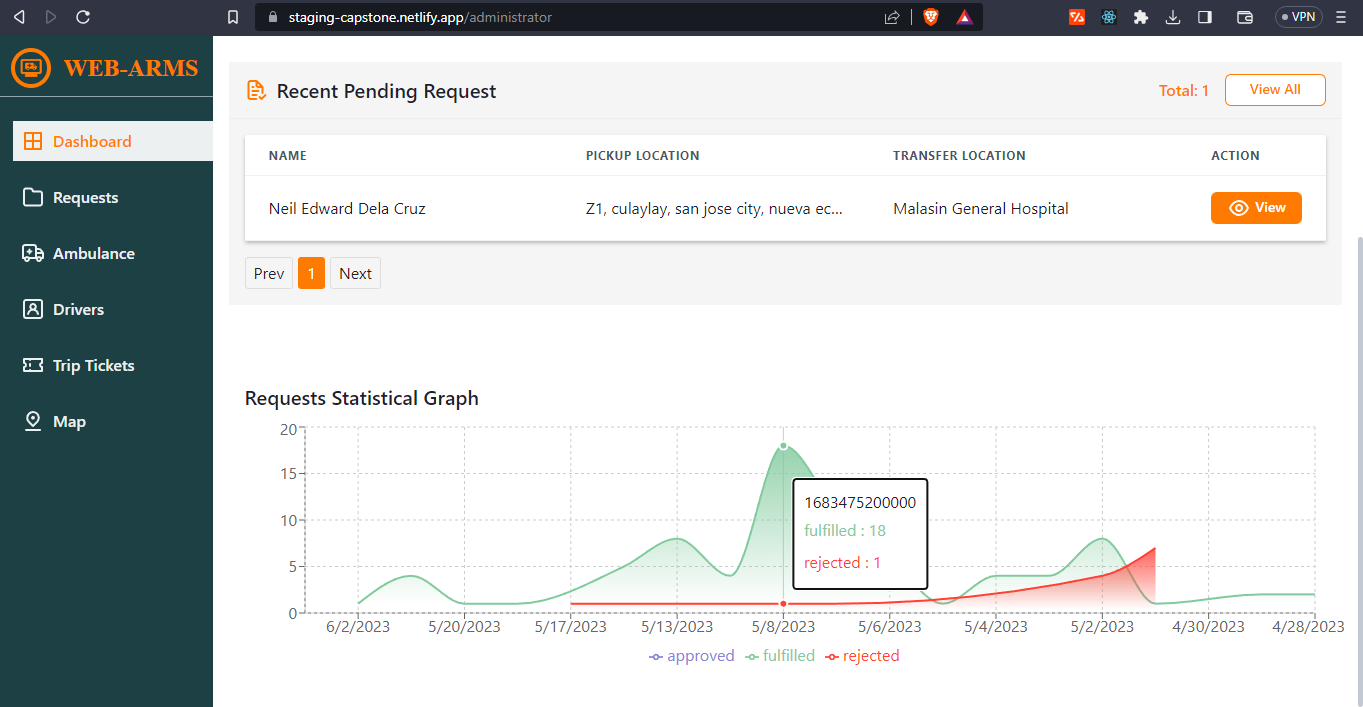 staging-capstone.netlify.app/administrator
VPN
WEB-ARMS
Dashboard
Requests
Ambulance
Drivers
Trip Tickets
Map
Recent Pending Request
Total: 1
View All
NAME PICKUP LOCATION TRANSFER LOCATION ACTION
Neil Edward Dela Cruz Z1, culaylay, san jose city, nueva ec... Malasin General Hospital View
Prev 1 Next
Requests Statistical Graph
20
15
10
5
0
1683475200000
fulfilled : 18
rejected : 1
6/2/2023 5/20/2023 5/17/2023 5/13/2023 5/8/2023 5/6/2023 5/4/2023 5/2/2023 4/30/2023 4/28/2023
approved fulfilled rejected